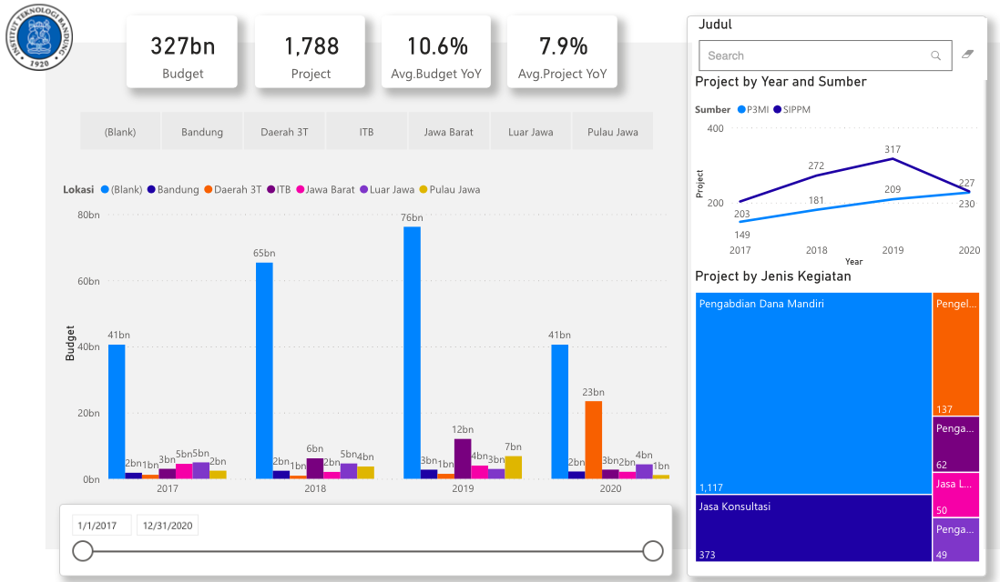 INSTITUT TEKNOLOGI BANDUNG
1920
327bn
Budget
1,788
Project
10.6%
Avg.Budget YoY
7.9%
Avg.Project YoY
(Blank) Bandung Daerah 3T ITB Jawa Barat Luar Jawa Pulau Jawa
Lokasi (Blank) Bandung Daerah 3T ITB Jawa Barat Luar Jawa Pulau Jawa
Budget
80bn
60bn
40bn
20bn
0bn
41bn 2bn 1bn 3bn 5bn 5bn 2bn
65bn 2bn 1bn 6bn 2bn 5bn 4bn
76bn 3bn 1bn 12bn 4bn 3bn 7bn
41bn 2bn 23bn 3bn 2bn 4bn 1bn
2017 2018 2019 2020
1/1/2017 12/31/2020
Judul
Search
Project by Year and Sumber
Sumber P3MI SIPPM
Project
400
200
203 272 317 227
149 181 209 230
2017 2018 2019 2020
Year
Project by Jenis Kegiatan
Pengabdian Dana Mandiri
1,117
Jasa Konsultasi
373
Pengel...
137
Penga...
62
Jasa L...
50
Penga...
49